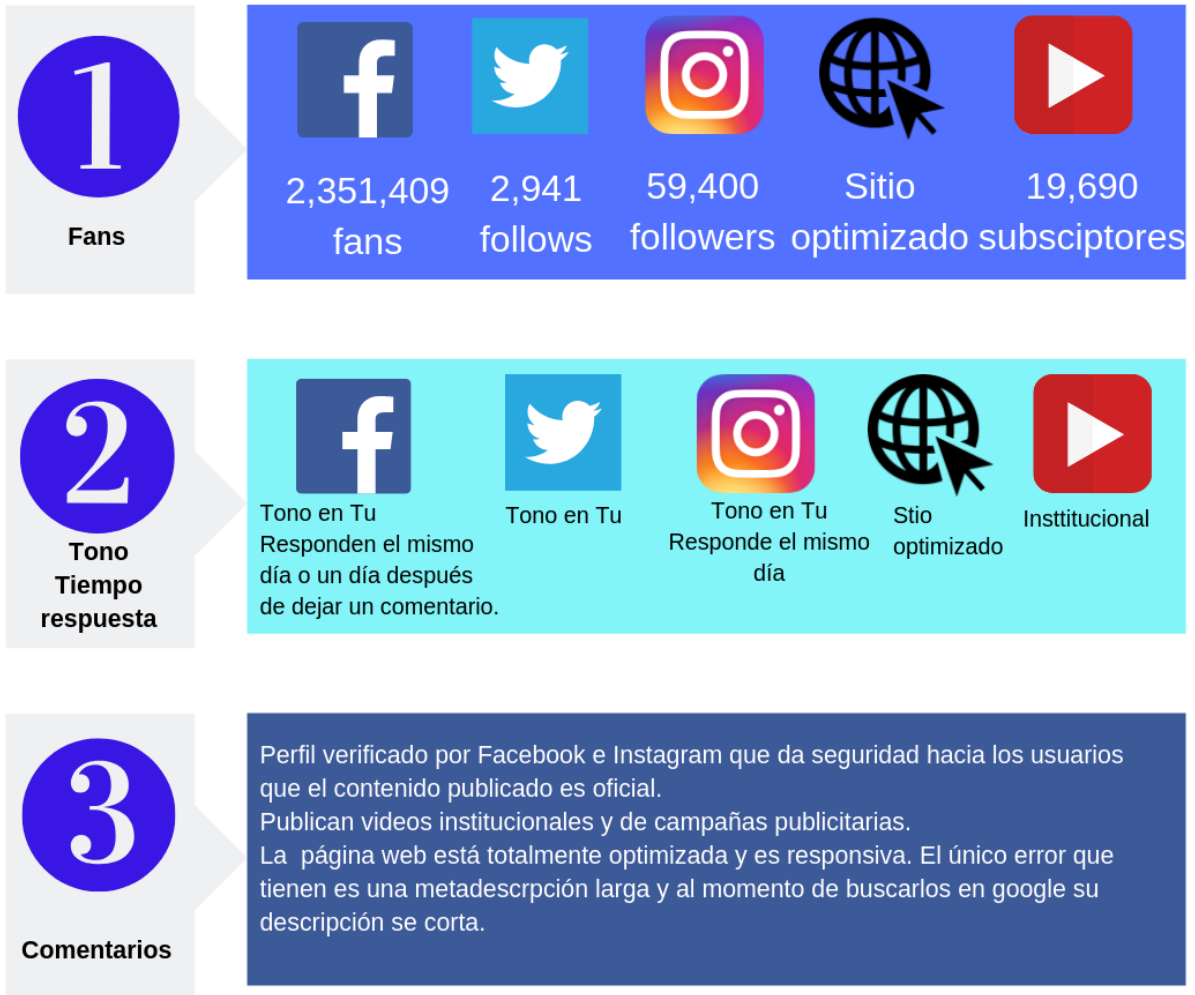 1
Fans
2,351,409
fans
2,941
follows
59,400
followers
Sitio
optimizado
19,690
subsciptores
2
Tono
Tiempo
respuesta
Tono en Tu
Responden el mismo
día o un día después
de dejar un comentario.
Tono en Tu
Tono en Tu
Responde el mismo
día
Stio
optimizado
Insttitucional
3
Comentarios
Perfil verificado por Facebook e Instagram que da seguridad hacia los usuarios
que el contenido publicado es oficial.
Publican videos institucionales y de campañas publicitarias.
La  página web está totalmente optimizada y es responsiva. El único error que
tienen es una metadescrpción larga y al momento de buscarlos en google su
descripción se corta.